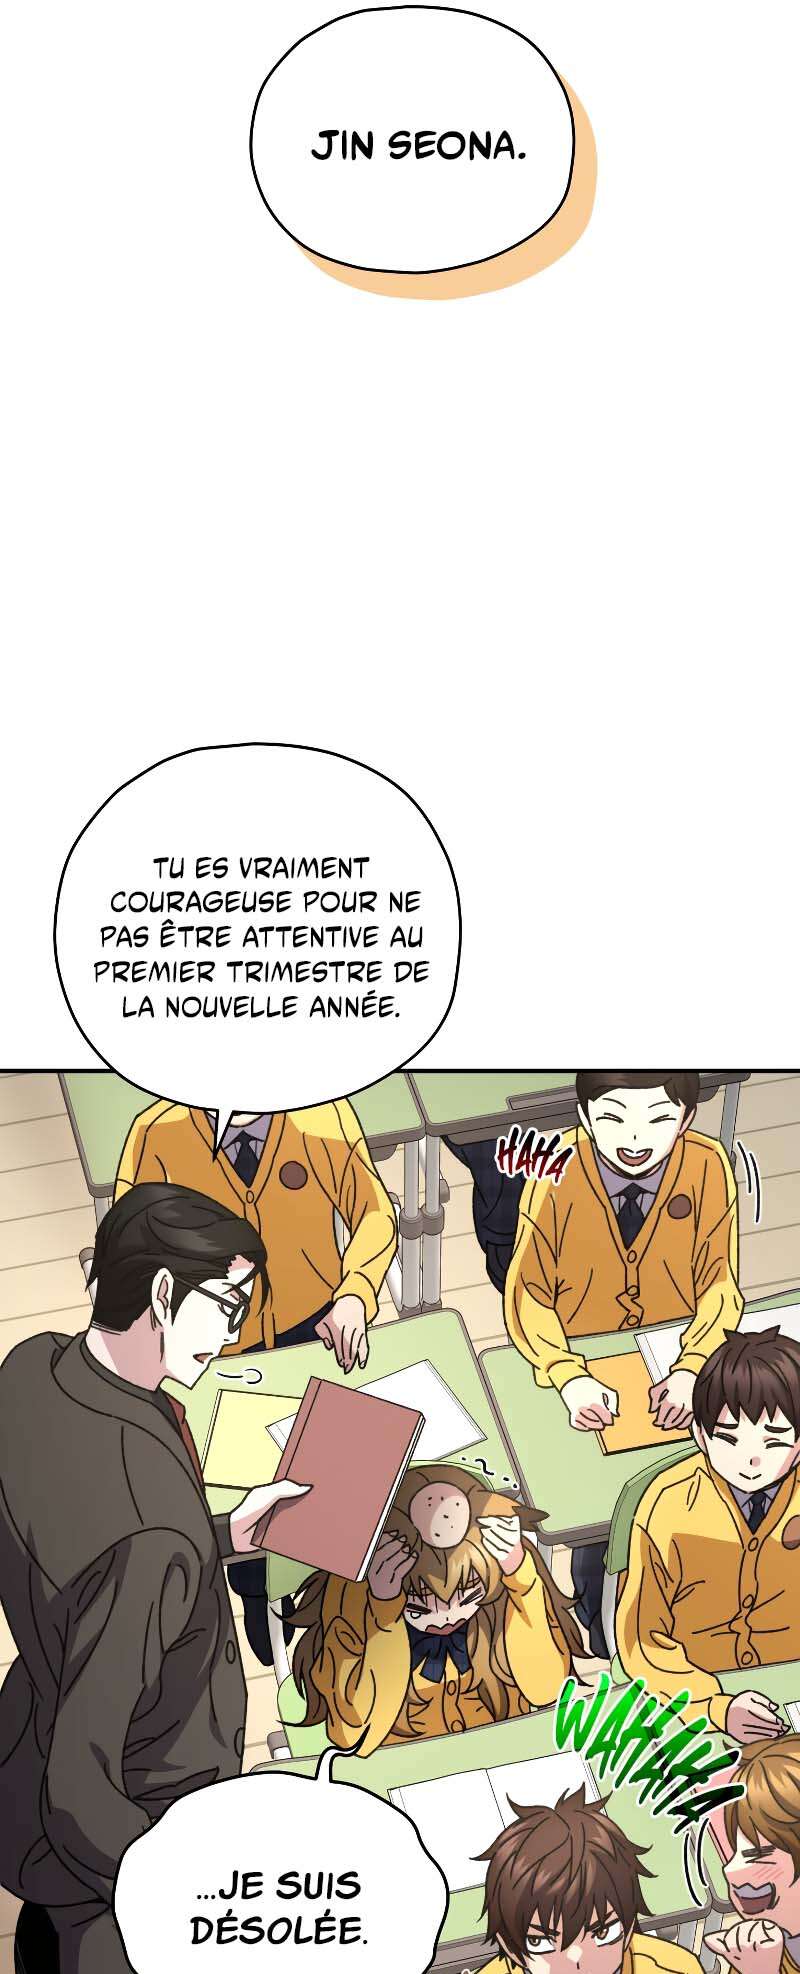 JIN SEONA.
TU ES VRAIMENT
COURAGEUSE POUR NE
PAS ÊTRE ATTENTIVE AU
PREMIER TRIMESTRE DE
LA NOUVELLE ANNÉE.
HAHA
WAHAHA
...JE SUIS
DÉSOLÉE.